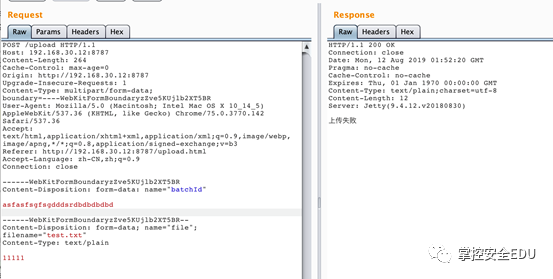 Request
Raw Params Headers Hex
POST /upload HTTP/1.1
Host: 192.168.30.12:8787
Content-Length: 264
Cache-Control: max-age=0
Origin: http://192.168.30.12:8787
Upgrade-Insecure-Requests: 1
Content-Type: multipart/form-data;
boundary=----WebKitFormBoundaryzZve5KUjlb2XT5BR
User-Agent: Mozilla/5.0 (Macintosh; Intel Mac OS X 10_14_5)
AppleWebKit/537.36 (KHTML, like Gecko) Chrome/75.0.3770.142
Safari/537.36
Accept:
text/html,application/xhtml+xml,application/xml;q=0.9,image/webp,
image/apng,*/*;q=0.8,application/signed-exchange;v=b3
Referer: http://192.168.30.12:8787/upload.html
Accept-Language: zh-CN,zh;q=0.9
Connection: close
------WebKitFormBoundaryzZve5KUjlb2XT5BR
Content-Disposition: form-data; name="batchId"
asfasfsgfsgdddsrdbdbdbdbd
------WebKitFormBoundaryzZve5KUjlb2XT5BR--
Content-Disposition: form-data; name="file";
filename="test.txt"
Content-Type: text/plain
11111
Response
Raw Headers Hex
HTTP/1.1 200 OK
Connection: close
Date: Mon, 12 Aug 2019 01:52:20 GMT
Pragma: no-cache
Cache-Control: no-cache
Expires: Thu, 01 Jan 1970 00:00:00 GMT
Content-Type: text/plain;charset=utf-8
Content-Length: 12
Server: Jetty(9.4.12.v20180830)
上传失败
掌控安全EDU